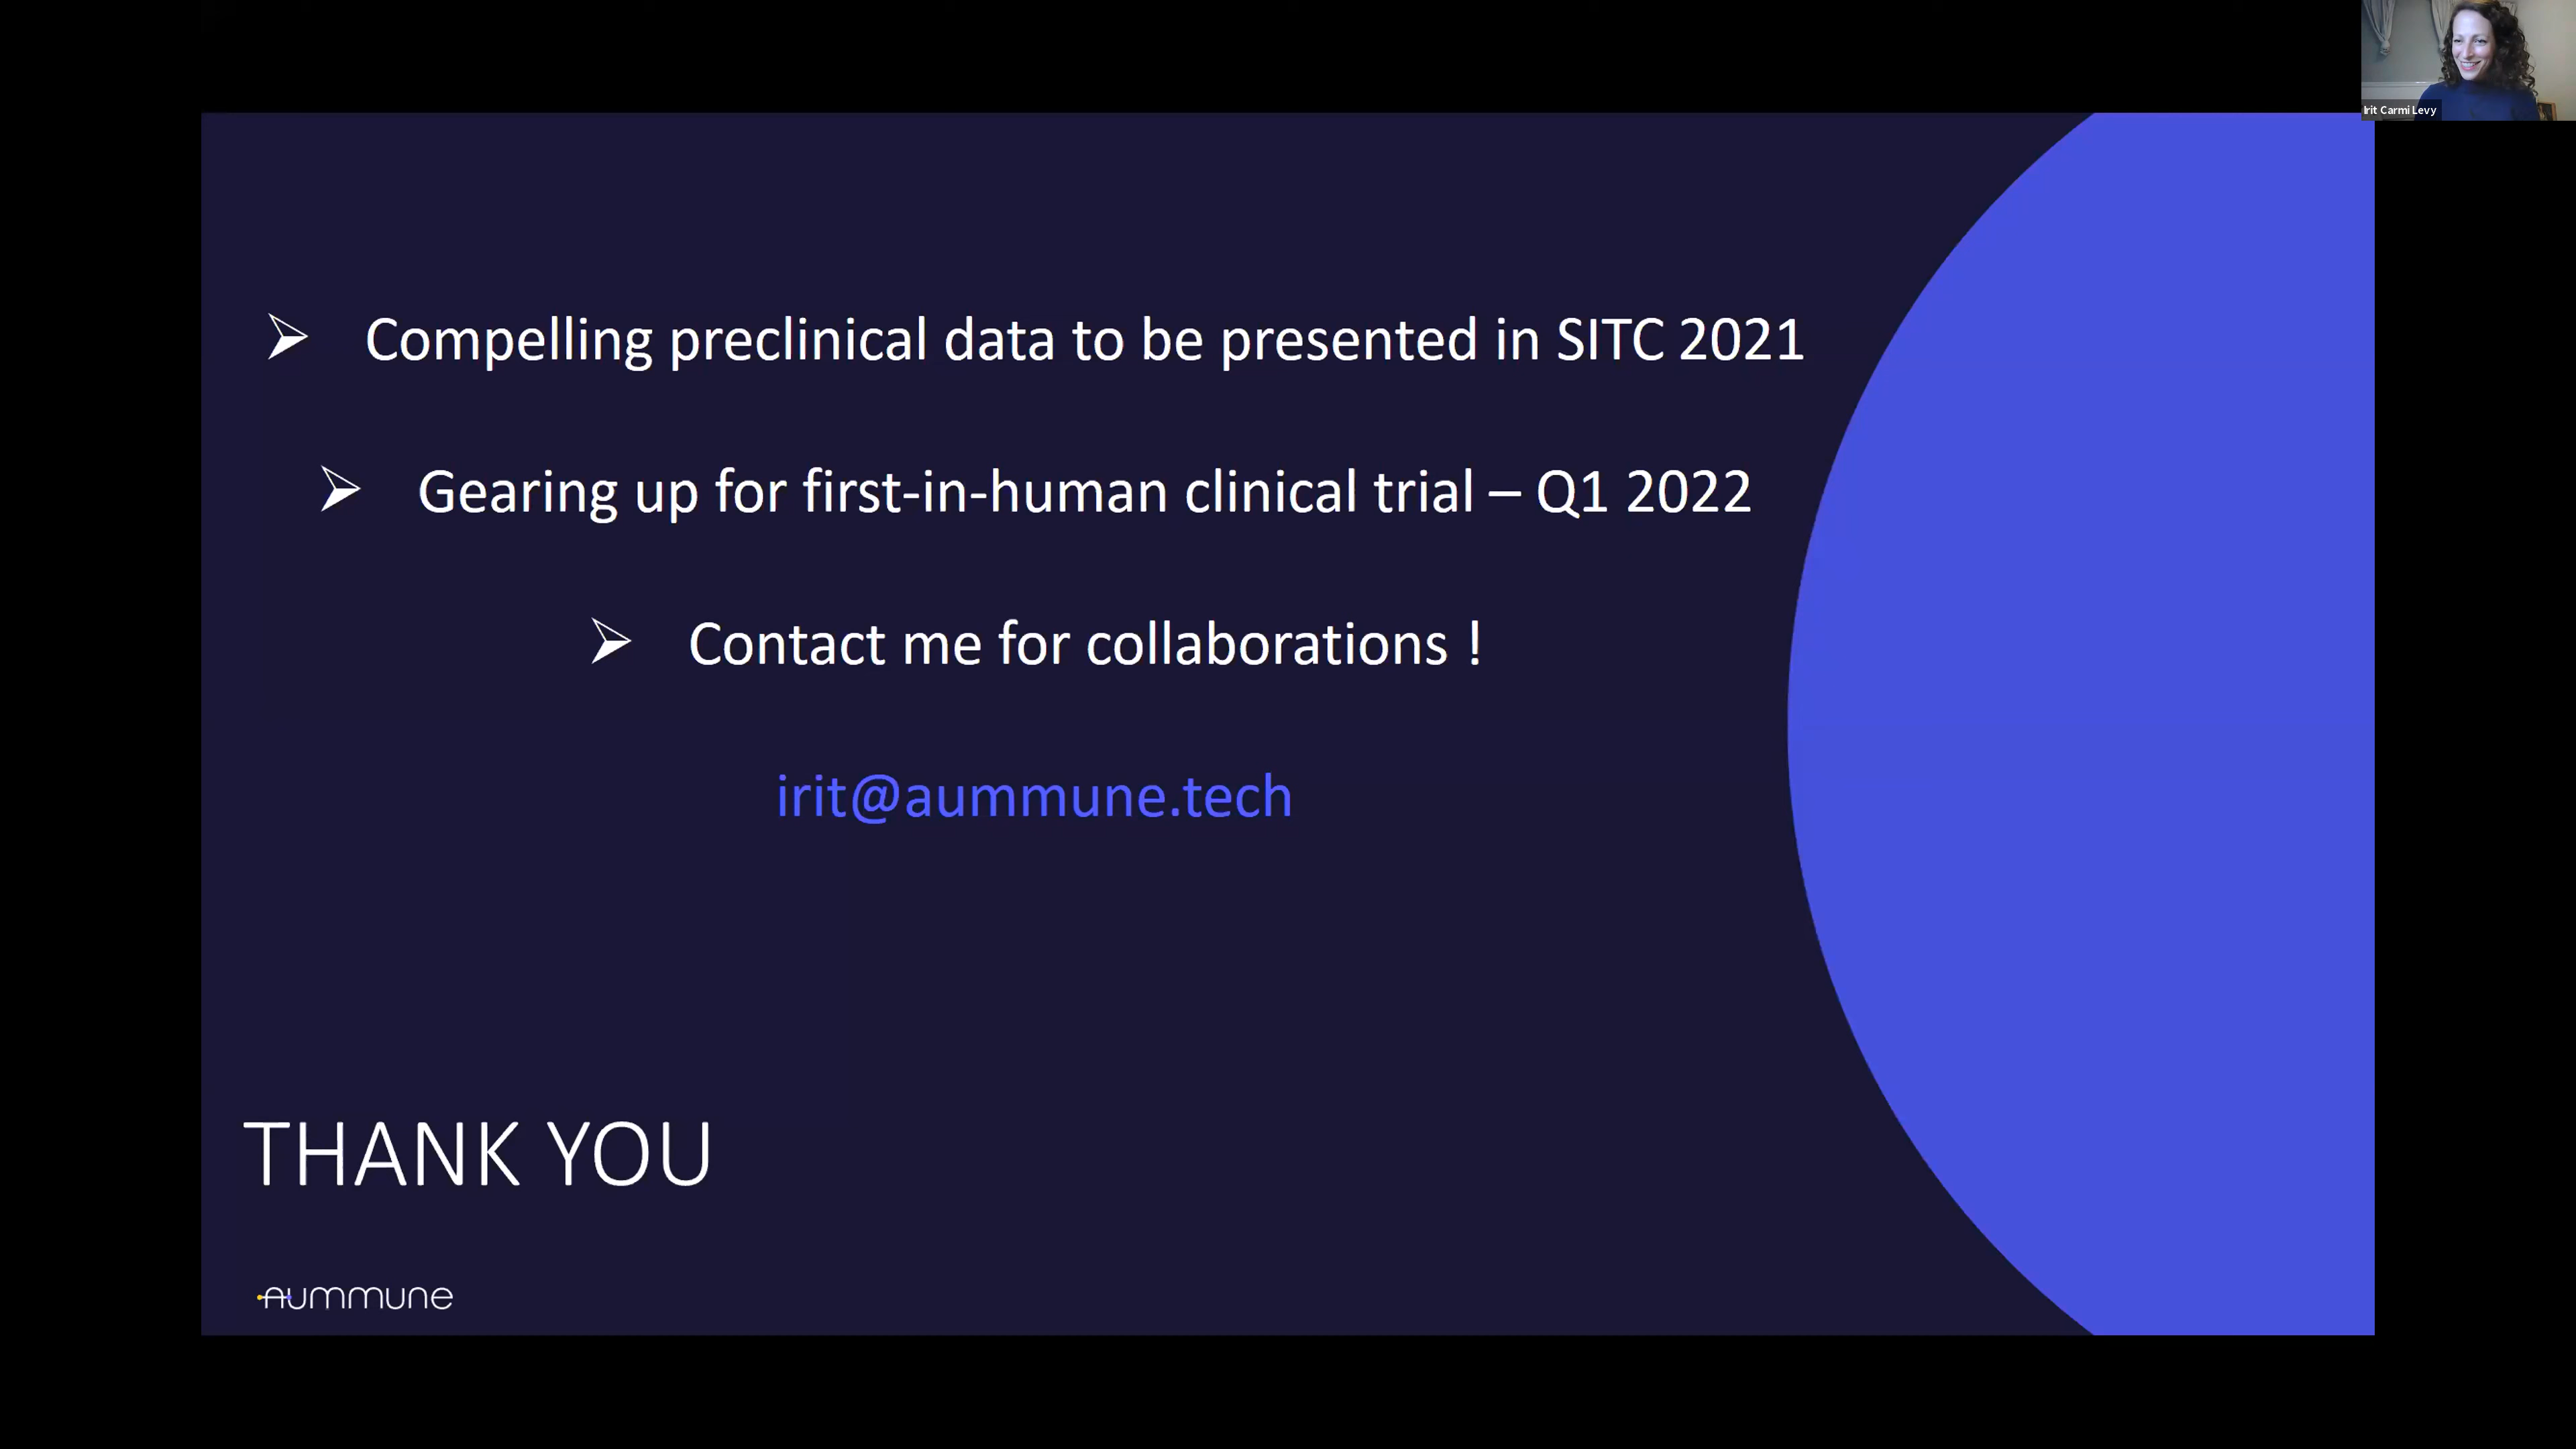 Irit Carmi Levy
➢ Compelling preclinical data to be presented in SITC 2021
➢ Gearing up for first-in-human clinical trial – Q1 2022
➢ Contact me for collaborations !
irit@aummune.tech
THANK YOU
Aummune